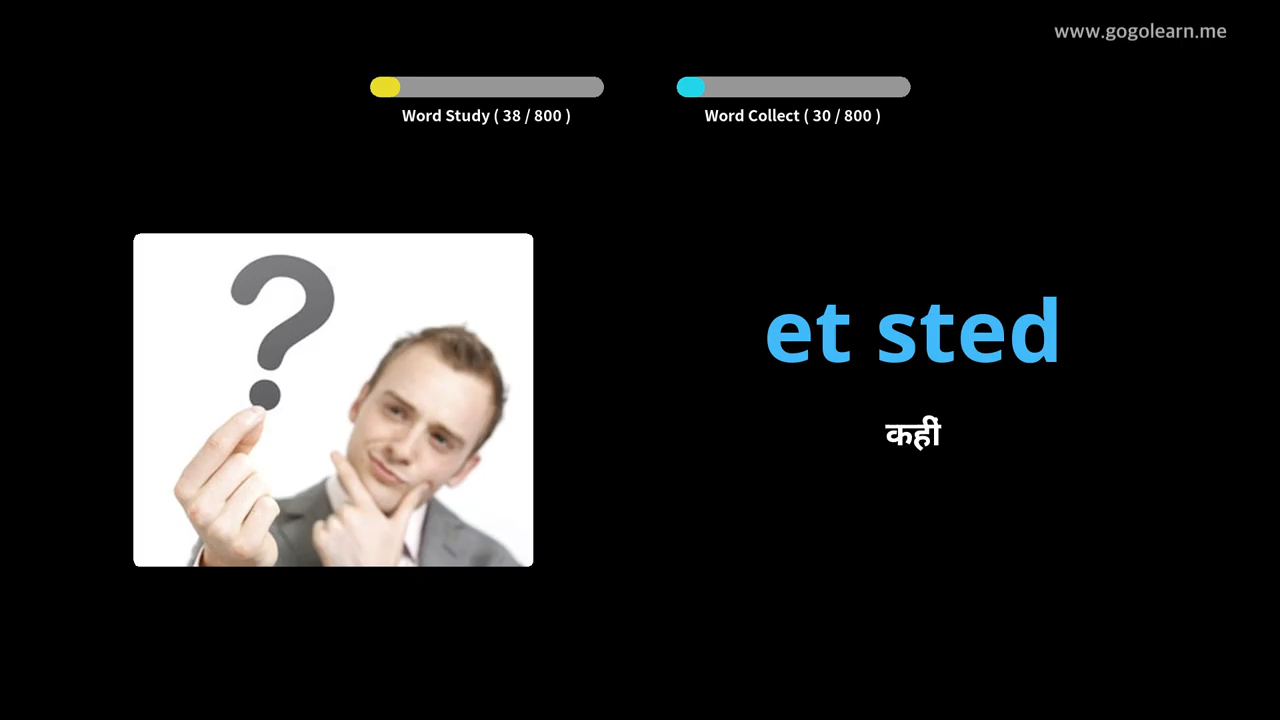 www.gogolearn.me
Word Study ( 38 / 800 )
Word Collect ( 30 / 800 )
et sted
कहीं